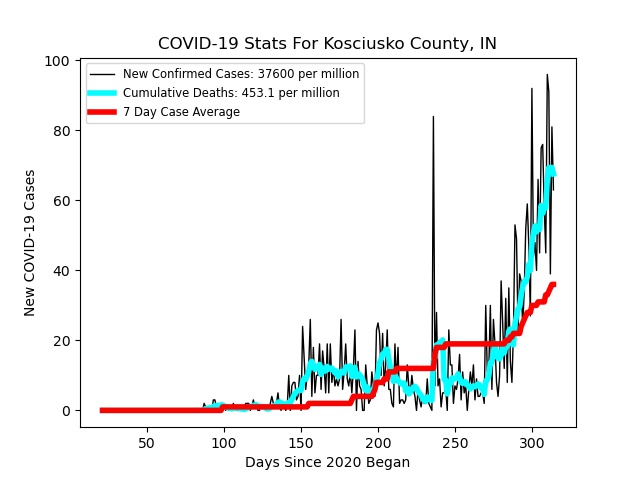 COVID-19 Stats For Kosciusko County, IN
New Confirmed Cases: 37600 per million
Cumulative Deaths: 453.1 per million
7 Day Case Average
100
80
60
40
20
0
New COVID-19 Cases
50 100 150 200 250 300
Days Since 2020 Began